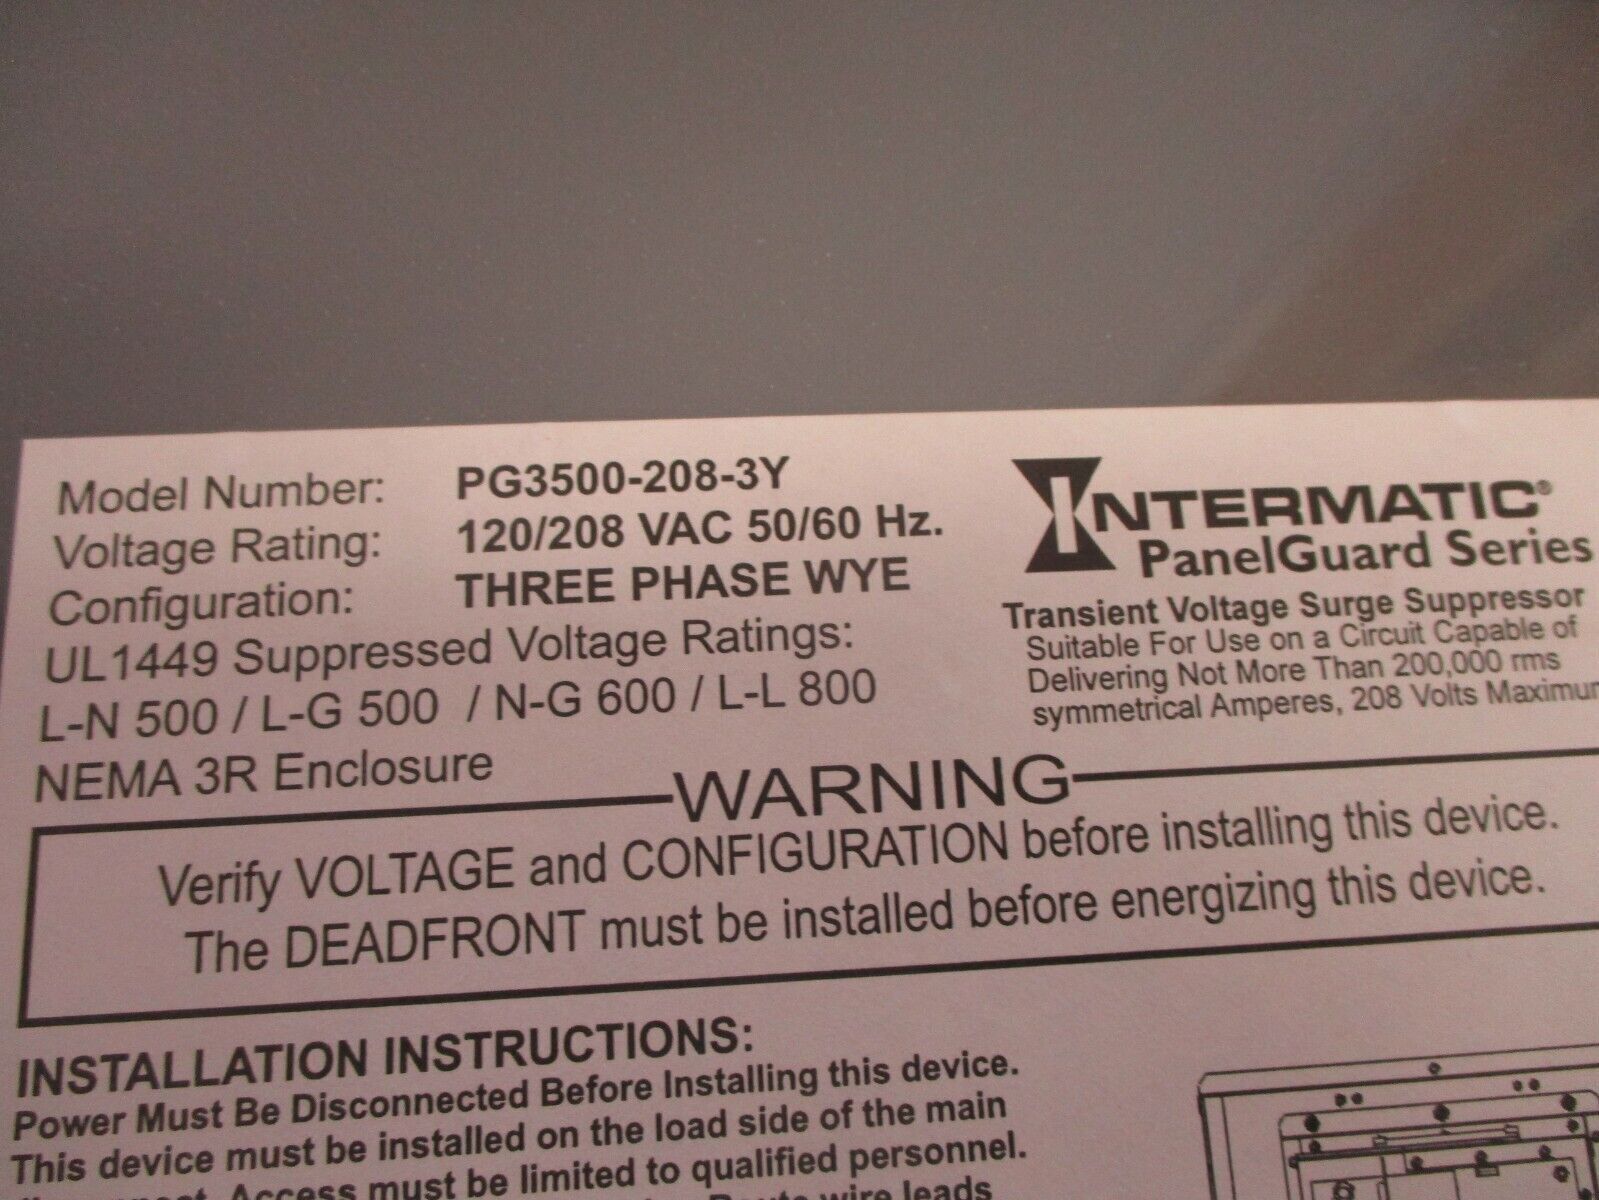 Model Number: PG3500-208-3Y
Voltage Rating: 120/208 VAC 50/60 Hz.
Configuration: THREE PHASE WYE
UL1449 Suppressed Voltage Ratings:
L-N 500 / L-G 500 / N-G 600 / L-L 800
NEMA 3R Enclosure
INTERMATIC®
PanelGuard Series
Transient Voltage Surge Suppressor
Suitable For Use on a Circuit Capable of
Delivering Not More Than 200,000 rms
symmetrical Amperes, 208 Volts Maximum
WARNING
Verify VOLTAGE and CONFIGURATION before installing this device.
The DEADFRONT must be installed before energizing this device.
INSTALLATION INSTRUCTIONS:
Power Must Be Disconnected Before Installing this device.
This device must be installed on the load side of the main
Access must be limited to qualified personnel.
Route wire leads